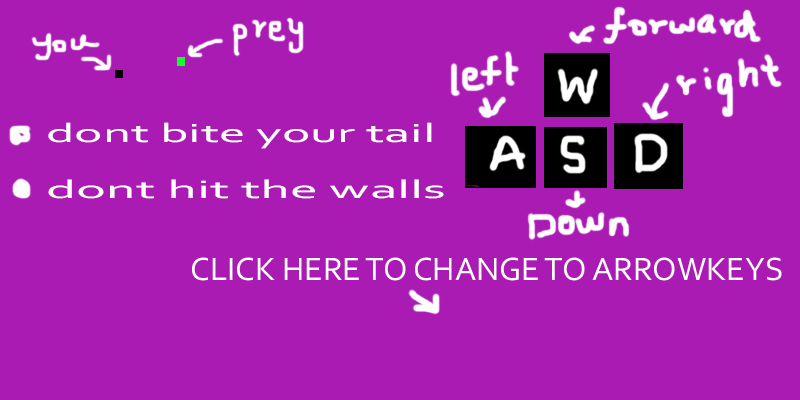 you
prey
forward
left
right
W
A S D
dont bite your tail
dont hit the walls
Down
CLICK HERE TO CHANGE TO ARROWKEYS